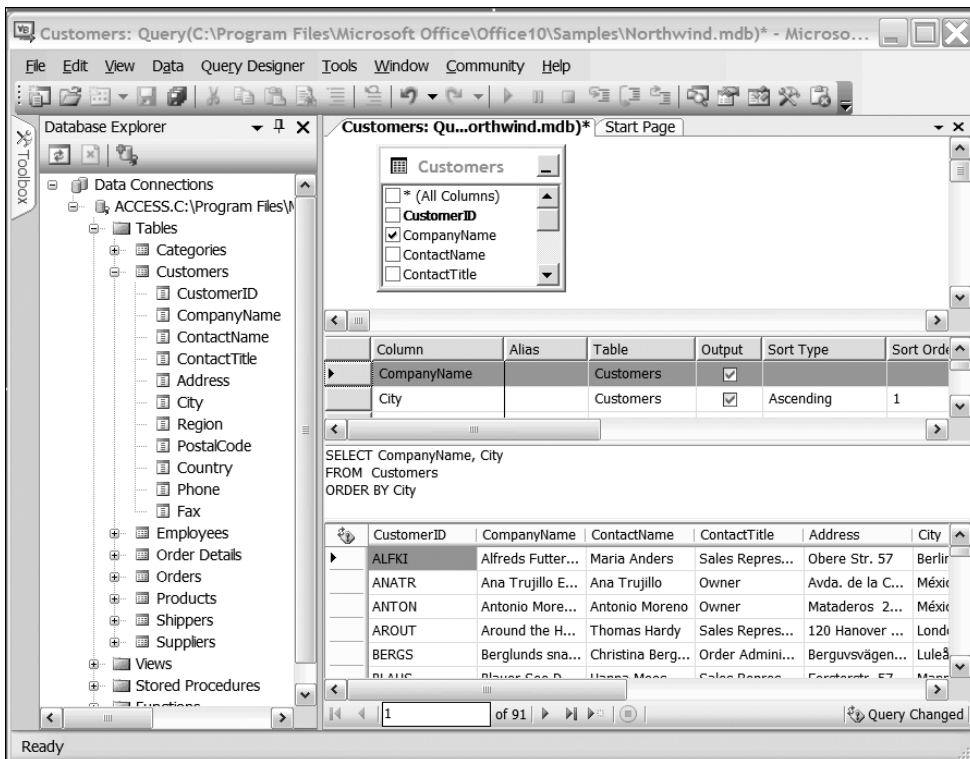 Customers: Query(C:\Program Files\Microsoft Office\Office10\Samples\Northwind.mdb)* - Microso...
File Edit View Data Query Designer Tools Window Community Help
Toolbox
Database Explorer
Data Connections
ACCESS.C:\Program Files\M
Tables
Categories
Customers
CustomerID
CompanyName
ContactName
ContactTitle
Address
City
Region
PostalCode
Country
Phone
Fax
Employees
Order Details
Orders
Products
Shippers
Suppliers
Views
Stored Procedures
Functions
Customers: Qu...orthwind.mdb)* Start Page
Customers
* (All Columns)
CustomerID
CompanyName
ContactName
ContactTitle
Column Alias Table Output Sort Type Sort Orde
CompanyName Customers
City Customers Ascending 1
SELECT CompanyName, City
FROM Customers
ORDER BY City
CustomerID CompanyName ContactName ContactTitle Address City
ALFKI Alfreds Futter... Maria Anders Sales Repres... Obere Str. 57 Berlin
ANATR Ana Trujillo E... Ana Trujillo Owner Avda. de la C... Méxic
ANTON Antonio More... Antonio Moreno Owner Mataderos 2... Méxic
AROUT Around the H... Thomas Hardy Sales Repres... 120 Hanover ... Londo
BERGS Berglunds sna... Christina Berg... Order Admini... Berguvsvägen... Luleå
1 of 91 Query Changed
Ready